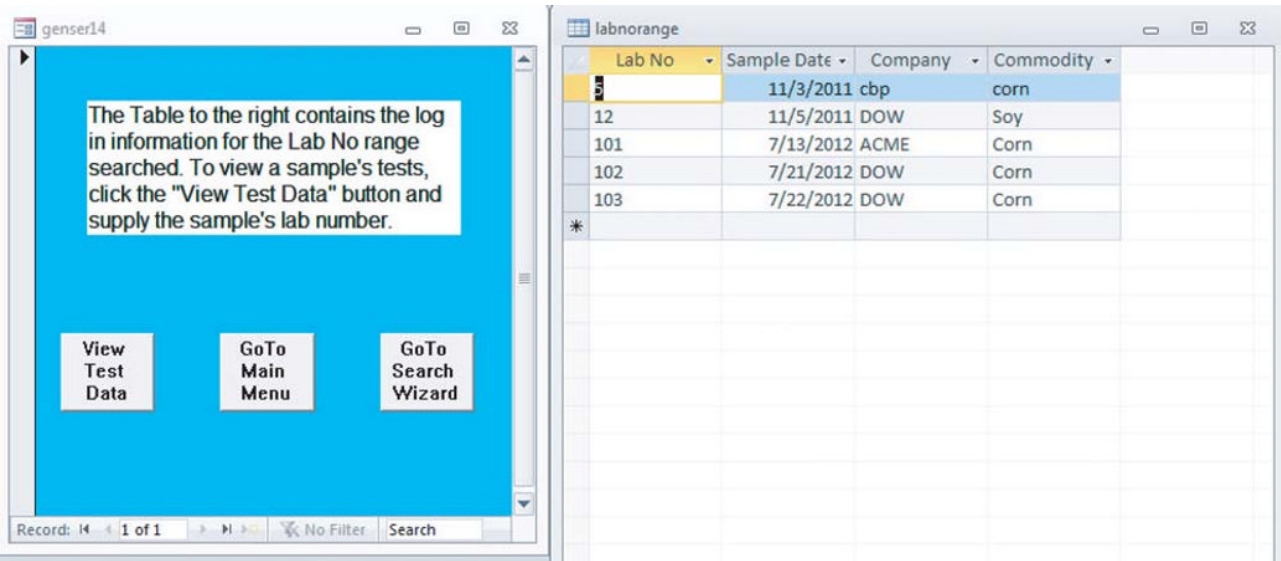 genser14
The Table to the right contains the log
in information for the Lab No range
searched. To view a sample's tests,
click the "View Test Data" button and
supply the sample's lab number.
View
Test
Data
GoTo
Main
Menu
GoTo
Search
Wizard
Record: 1 of 1 No Filter Search
labnorange
Lab No Sample Date Company Commodity
5 11/3/2011 cbp corn
12 11/5/2011 DOW Soy
101 7/13/2012 ACME Corn
102 7/21/2012 DOW Corn
103 7/22/2012 DOW Corn